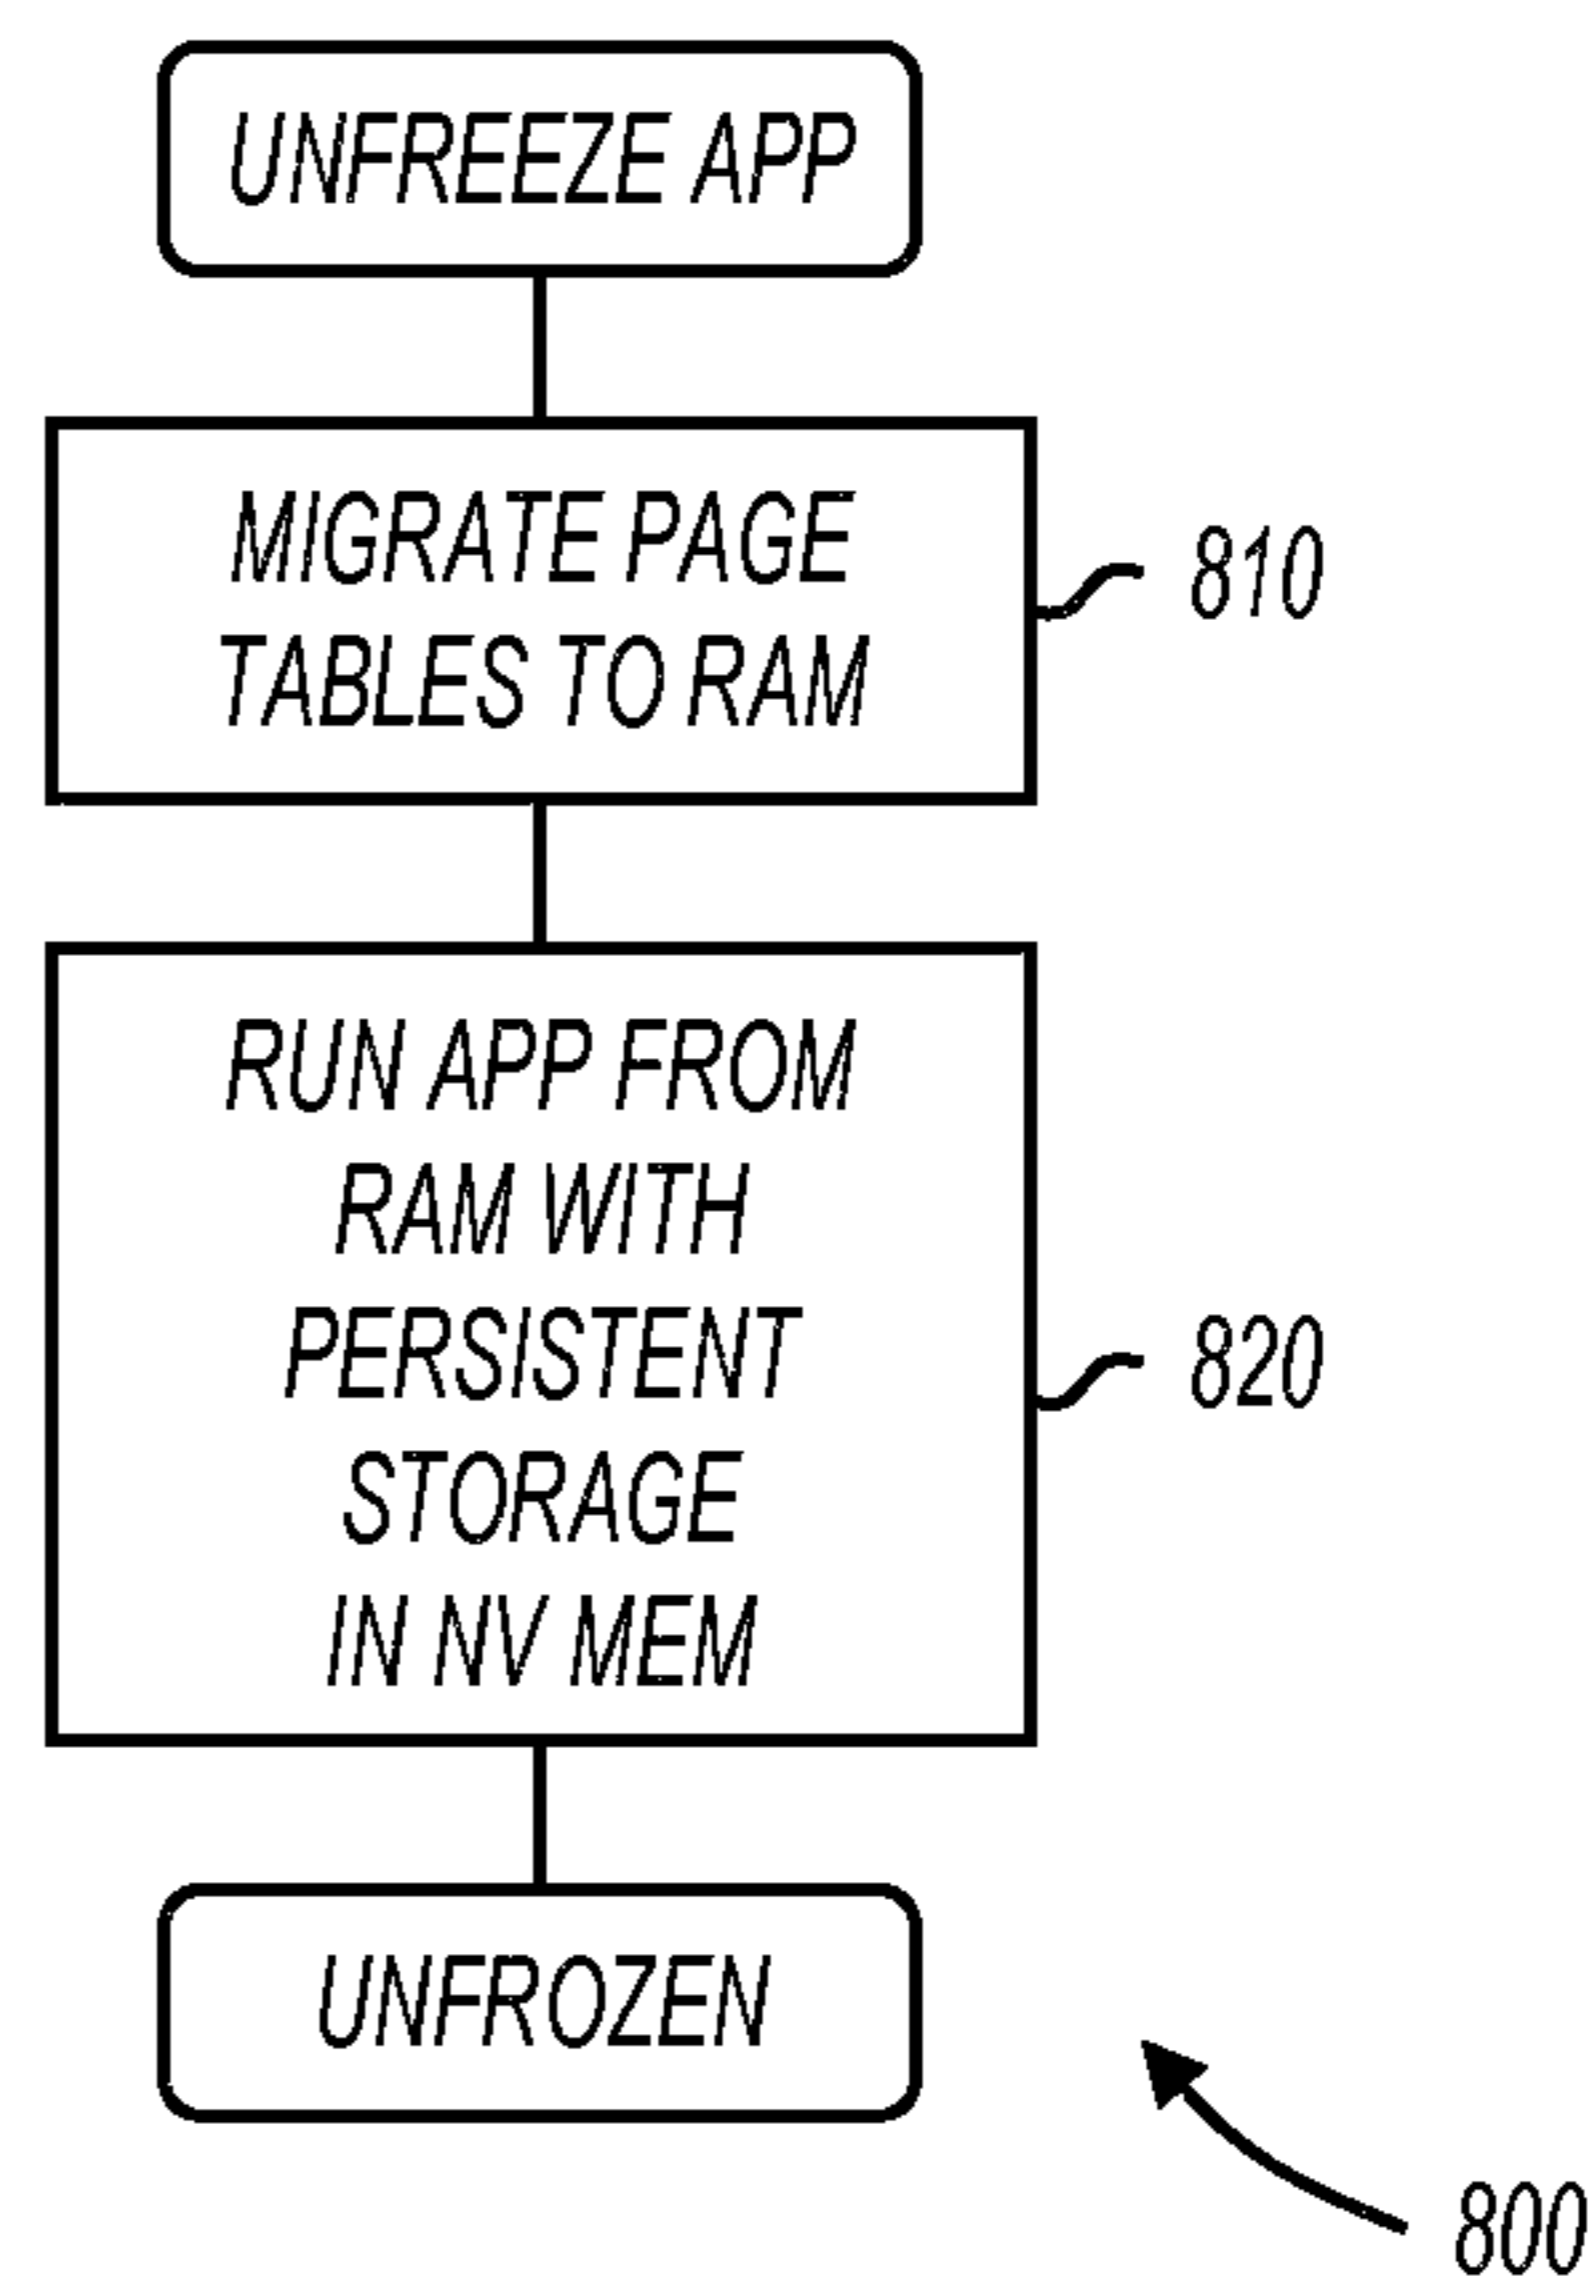 UNFREEZE APP
MIGRATE PAGE
TABLES TO RAM
810
RUN APP FROM
RAM WITH
PERSISTENT
STORAGE
IN NV MEM
820
UNFROZEN
800